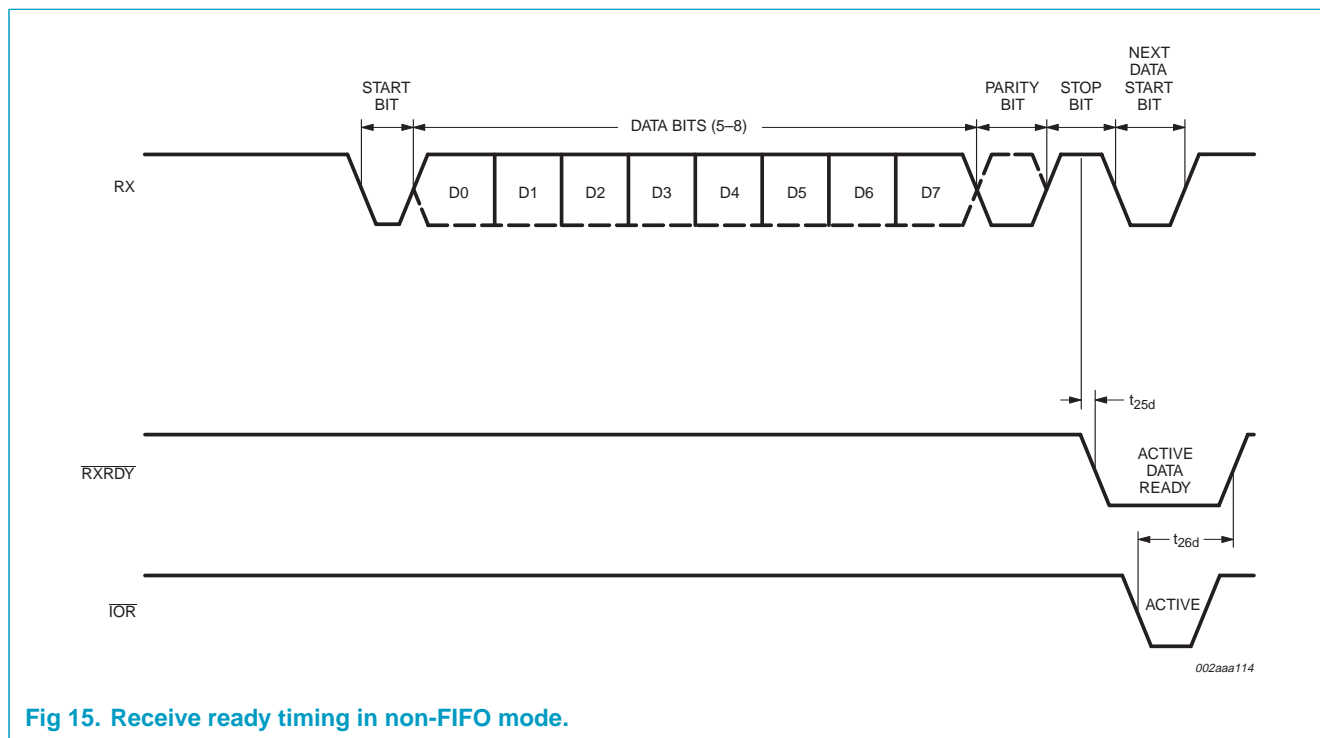 NEXT
DATA
START
BIT
START
BIT
PARITY
BIT
STOP
BIT
DATA BITS (5–8)
RX
D0 D1 D2 D3 D4 D5 D6 D7
t25d
RXRDY
ACTIVE
DATA
READY
t26d
IOR
ACTIVE
002aaa114
Fig 15. Receive ready timing in non-FIFO mode.